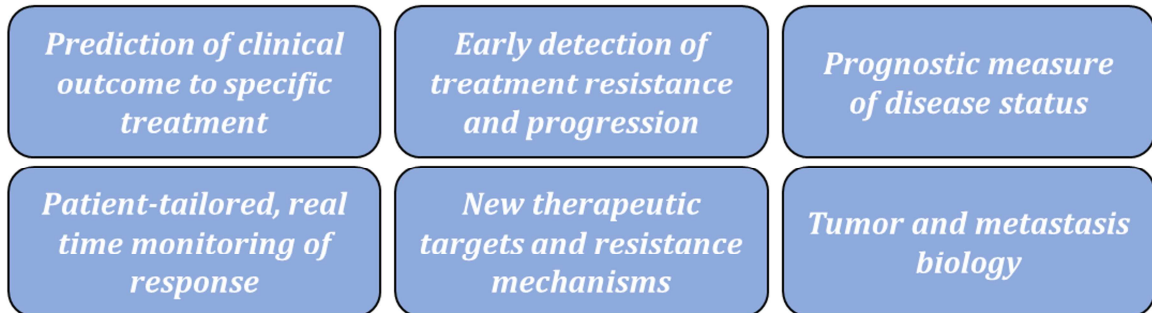 Prediction of clinical
outcome to specific
treatment
Early detection of
treatment resistance
and progression
Prognostic measure
of disease status
Patient-tailored, real
time monitoring of
response
New therapeutic
targets and resistance
mechanisms
Tumor and metastasis
biology